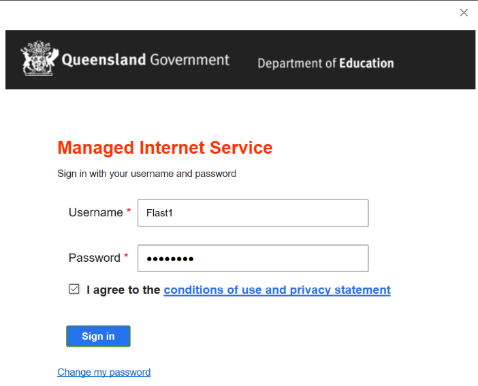 Queensland Government Department of Education
Managed Internet Service
Sign in with your username and password
Username * Flast1
Password * ••••••••
I agree to the conditions of use and privacy statement
Sign in
Change my password